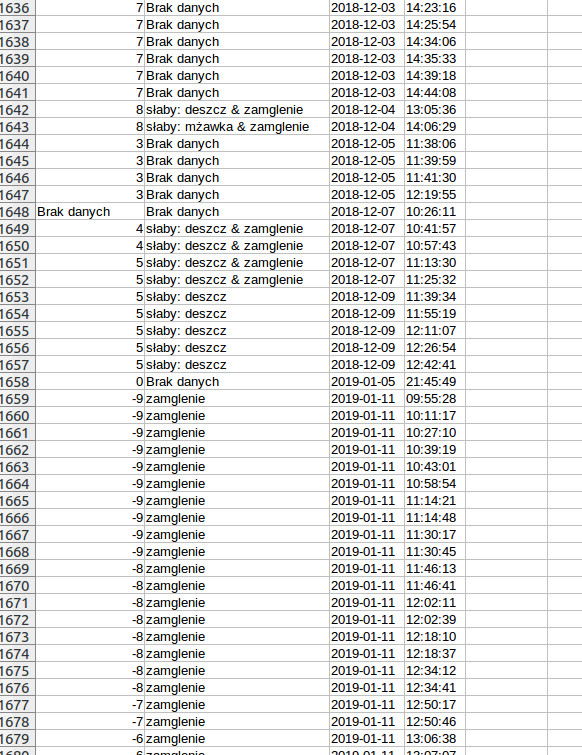 1636 7 Brak danych 2018-12-03 14:23:16
1637 7 Brak danych 2018-12-03 14:25:54
1638 7 Brak danych 2018-12-03 14:34:06
1639 7 Brak danych 2018-12-03 14:35:33
1640 7 Brak danych 2018-12-03 14:39:18
1641 7 Brak danych 2018-12-03 14:44:08
1642 8 słaby: deszcz & zamglenie 2018-12-04 13:05:36
1643 8 słaby: mżawka & zamglenie 2018-12-04 14:06:29
1644 3 Brak danych 2018-12-05 11:38:06
1645 3 Brak danych 2018-12-05 11:39:59
1646 3 Brak danych 2018-12-05 11:41:30
1647 3 Brak danych 2018-12-05 12:19:55
1648 Brak danych Brak danych 2018-12-07 10:26:11
1649 4 słaby: deszcz & zamglenie 2018-12-07 10:41:57
1650 4 słaby: deszcz & zamglenie 2018-12-07 10:57:43
1651 5 słaby: deszcz & zamglenie 2018-12-07 11:13:30
1652 5 słaby: deszcz & zamglenie 2018-12-07 11:25:32
1653 5 słaby: deszcz 2018-12-09 11:39:34
1654 5 słaby: deszcz 2018-12-09 11:55:19
1655 5 słaby: deszcz 2018-12-09 12:11:07
1656 5 słaby: deszcz 2018-12-09 12:26:54
1657 5 słaby: deszcz 2018-12-09 12:42:41
1658 0 Brak danych 2019-01-05 21:45:49
1659 -9 zamglenie 2019-01-11 09:55:28
1660 -9 zamglenie 2019-01-11 10:11:17
1661 -9 zamglenie 2019-01-11 10:27:10
1662 -9 zamglenie 2019-01-11 10:39:19
1663 -9 zamglenie 2019-01-11 10:43:01
1664 -9 zamglenie 2019-01-11 10:58:54
1665 -9 zamglenie 2019-01-11 11:14:21
1666 -9 zamglenie 2019-01-11 11:14:48
1667 -9 zamglenie 2019-01-11 11:30:17
1668 -9 zamglenie 2019-01-11 11:30:45
1669 -8 zamglenie 2019-01-11 11:46:13
1670 -8 zamglenie 2019-01-11 11:46:41
1671 -8 zamglenie 2019-01-11 12:02:11
1672 -8 zamglenie 2019-01-11 12:02:39
1673 -8 zamglenie 2019-01-11 12:18:10
1674 -8 zamglenie 2019-01-11 12:18:37
1675 -8 zamglenie 2019-01-11 12:34:12
1676 -8 zamglenie 2019-01-11 12:34:41
1677 -7 zamglenie 2019-01-11 12:50:17
1678 -7 zamglenie 2019-01-11 12:50:46
1679 -6 zamglenie 2019-01-11 13:06:38